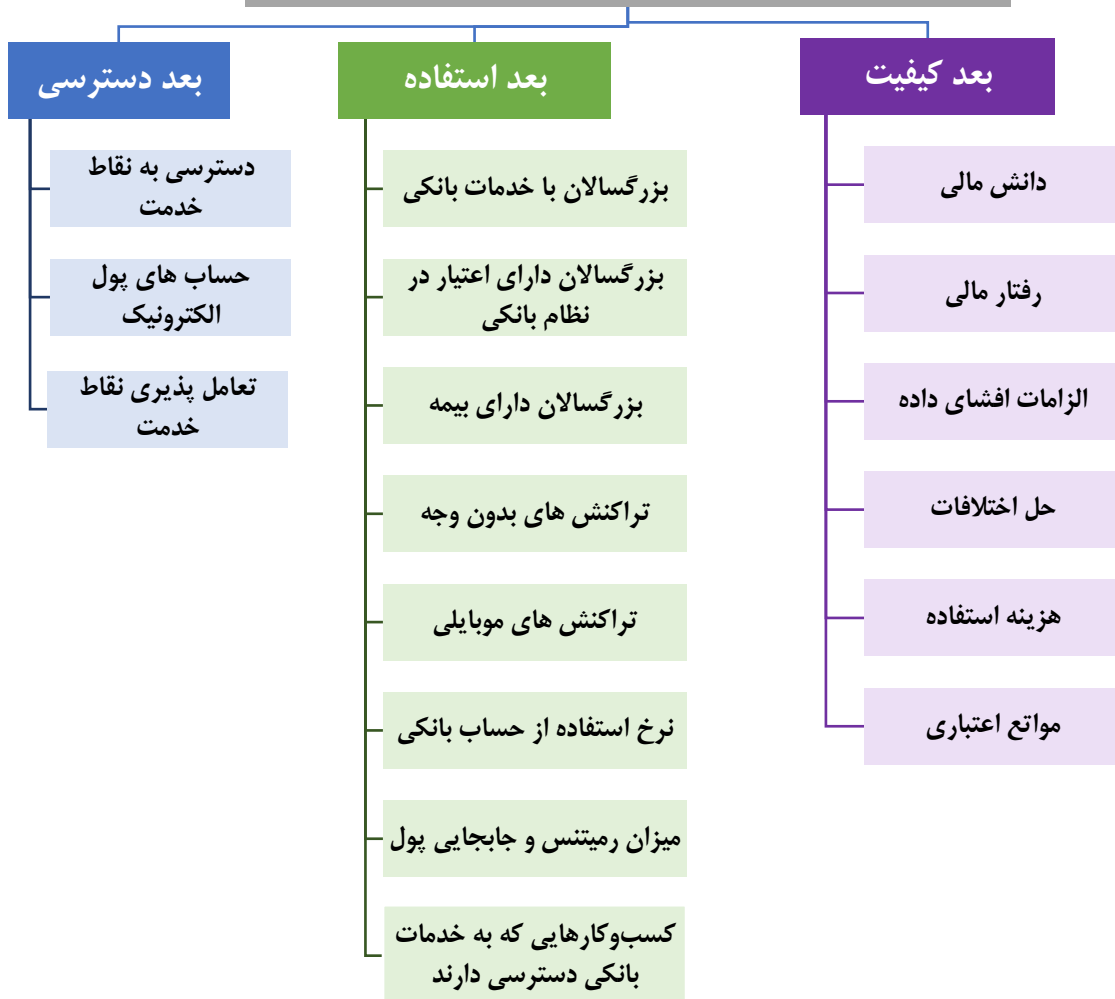 بعد کیفیت
دانش مالی
رفتار مالی
الزامات افشای داده
حل اختلافات
هزینه استفاده
مواتع اعتباری
بعد استفاده
بزرگسالان با خدمات بانکی
بزرگسالان دارای اعتبار در
نظام بانکی
بزرگسالان دارای بیمه
تراکنش های بدون وجه
تراکنش های موبایلی
نرخ استفاده از حساب بانکی
میزان رمیتنس و جابجایی پول
کسب‌وکارهایی که به خدمات
بانکی دسترسی دارند
بعد دسترسی
دسترسی به نقاط
خدمت
حساب های پول
الکترونیک
تعامل پذیری نقاط
خدمت